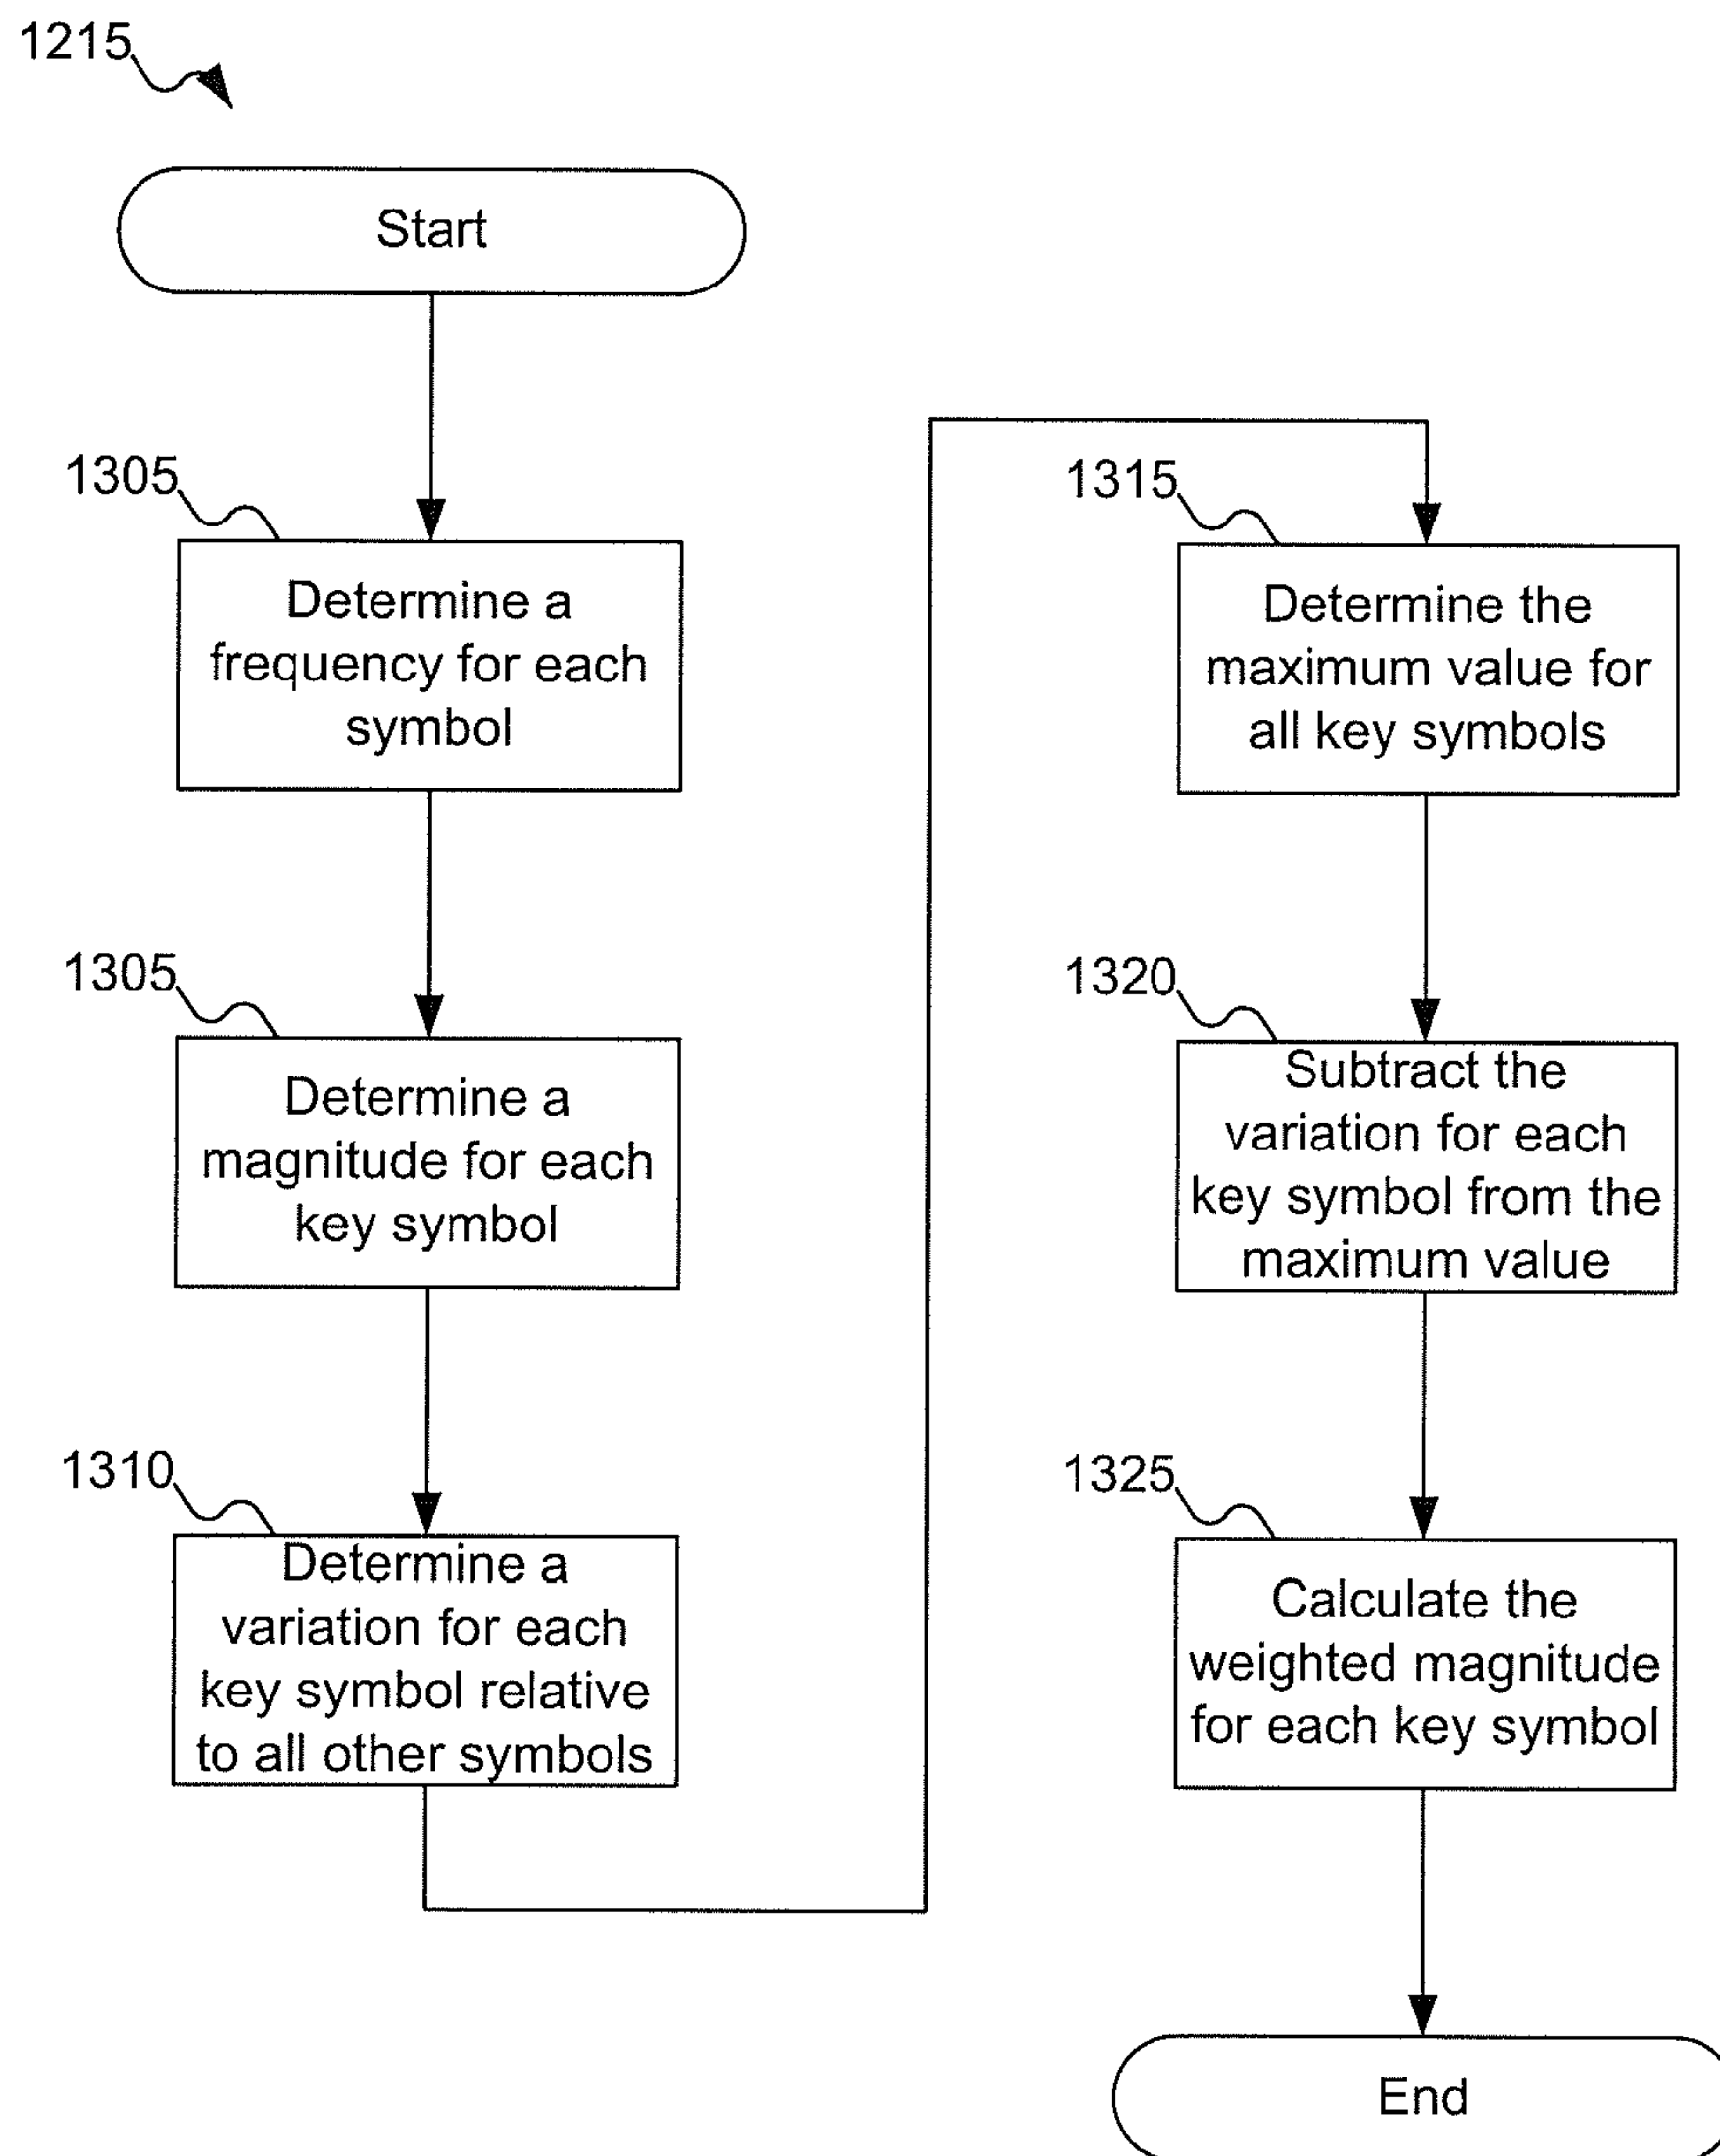 1215
Start
1305
Determine a
frequency for each
symbol
1305
Determine a
magnitude for each
key symbol
1310
Determine a
variation for each
key symbol relative
to all other symbols
1315
Determine the
maximum value for
all key symbols
1320
Subtract the
variation for each
key symbol from the
maximum value
1325
Calculate the
weighted magnitude
for each key symbol
End